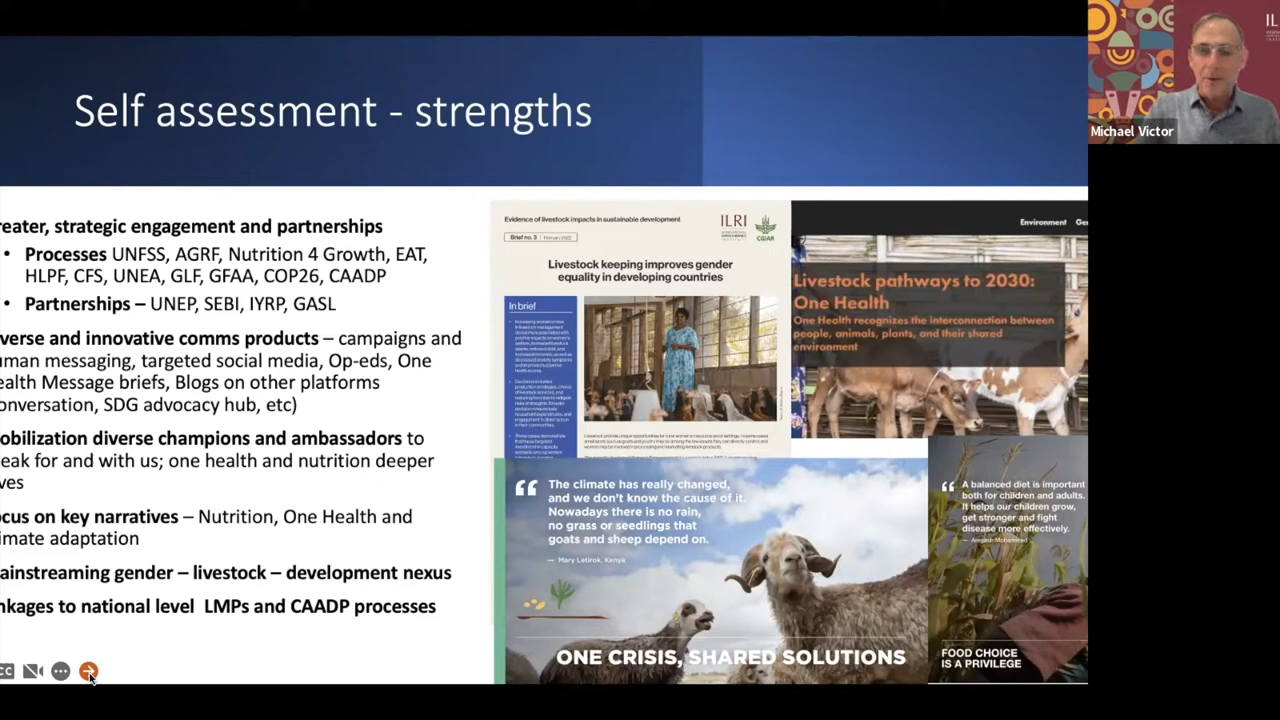 Self assessment - strengths
reater, strategic engagement and partnerships
• Processes UNFSS, AGRF, Nutrition 4 Growth, EAT,
HLPF, CFS, UNEA, GLF, GFAA, COP26, CAADP
• Partnerships – UNEP, SEBI, IYRP, GASL
verse and innovative comms products – campaigns and
uman messaging, targeted social media, Op-eds, One
ealth Message briefs, Blogs on other platforms
onversation, SDG advocacy hub, etc)
obilization diverse champions and ambassadors to
eak for and with us; one health and nutrition deeper
ves
ocus on key narratives – Nutrition, One Health and
imate adaptation
ainstreaming gender – livestock – development nexus
nkages to national level LMPs and CAADP processes
CC
Evidence of livestock impacts in sustainable development
Brief no. 3 | February 2022
ILRI
CGIAR
Livestock keeping improves gender
equality in developing countries
In brief
Environment Ge
Livestock pathways to 2030:
One Health
One Health recognizes the interconnection between
people, animals, plants, and their shared
environment
“ The climate has really changed,
and we don't know the cause of it.
Nowadays there is no rain,
no grass or seedlings that
goats and sheep depend on.
— Mary Letirok, Kenya
ONE CRISIS, SHARED SOLUTIONS
“ A balanced diet is important
both for children and adults.
It helps our children grow,
get stronger and fight
disease more effectively.
FOOD CHOICE
IS A PRIVILEGE
IL
Michael Victor